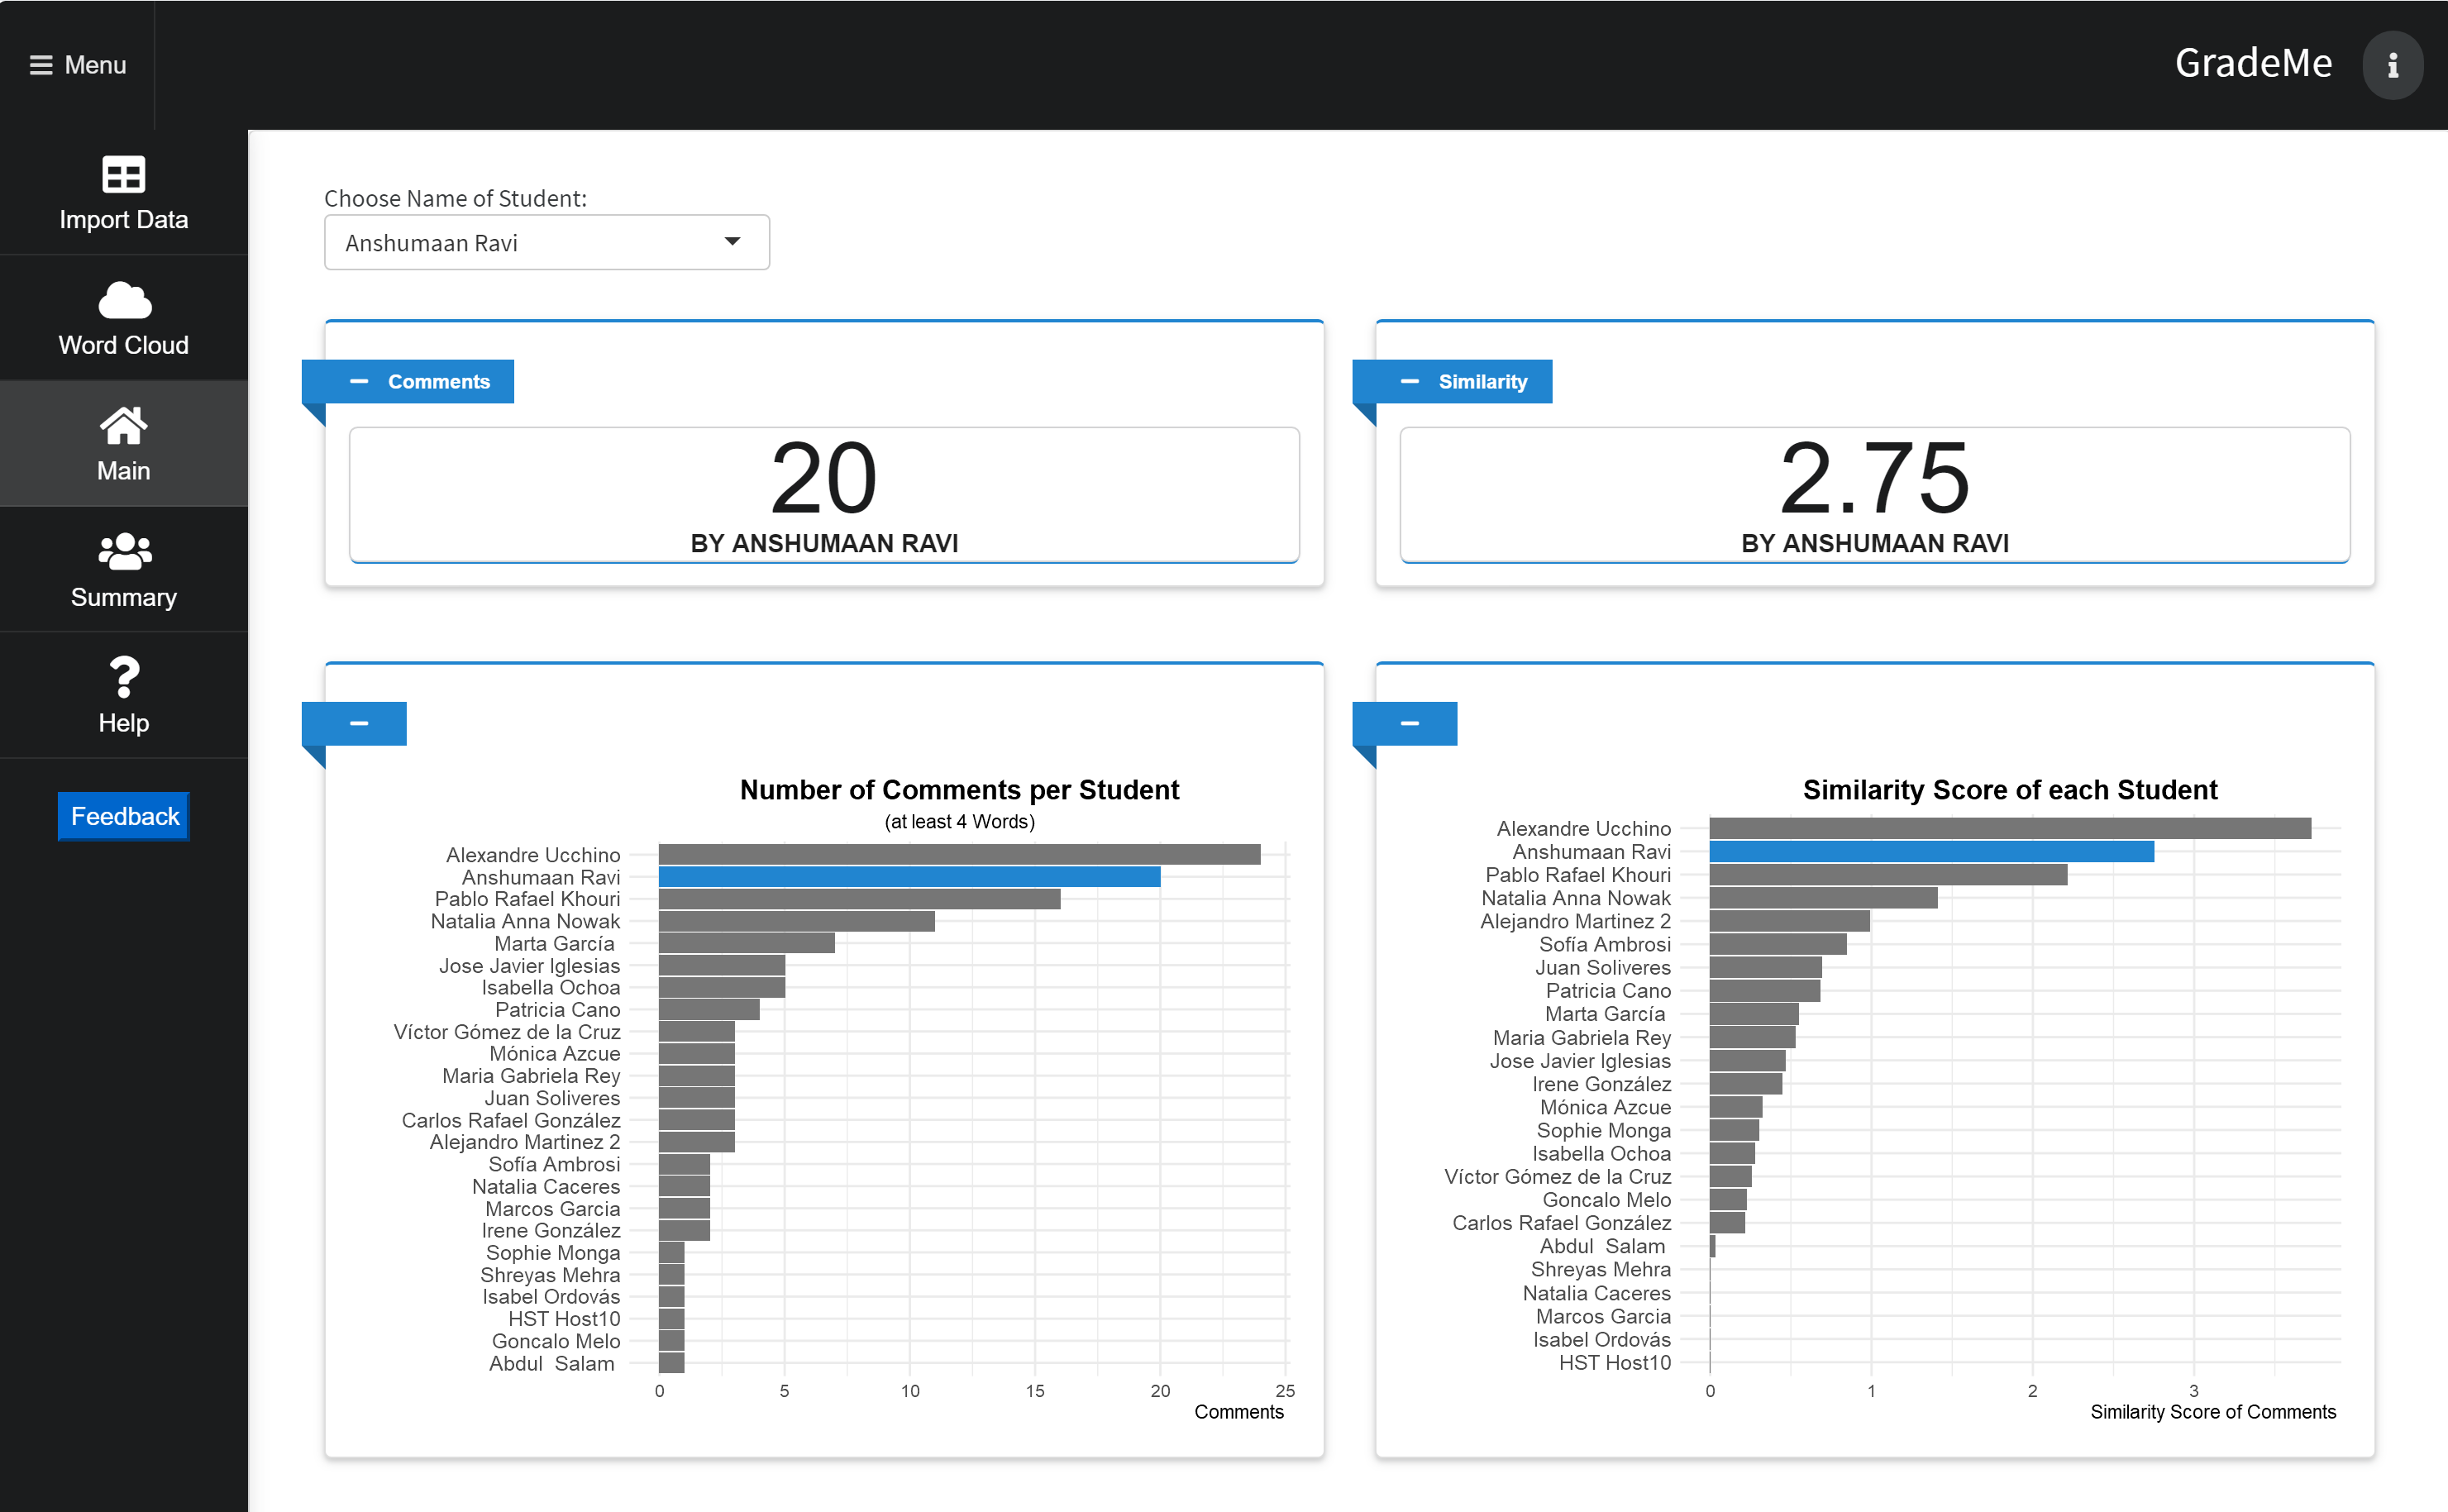 Menu
GradeMe
Import Data
Word Cloud
Main
Summary
Help
Feedback
Choose Name of Student:
Anshumaan Ravi
Comments
20
BY ANSHUMAAN RAVI
Similarity
2.75
BY ANSHUMAAN RAVI
Number of Comments per Student
(at least 4 Words)
Alexandre Ucchino
Anshumaan Ravi
Pablo Rafael Khouri
Natalia Anna Nowak
Marta García
Jose Javier Iglesias
Isabella Ochoa
Patricia Cano
Víctor Gómez de la Cruz
Mónica Azcue
Maria Gabriela Rey
Juan Soliveres
Carlos Rafael González
Alejandro Martinez 2
Sofía Ambrosi
Natalia Caceres
Marcos Garcia
Irene González
Sophie Monga
Shreyas Mehra
Isabel Ordovás
HST Host10
Goncalo Melo
Abdul  Salam
0 5 10 15 20 25
Comments
Similarity Score of each Student
Alexandre Ucchino
Anshumaan Ravi
Pablo Rafael Khouri
Natalia Anna Nowak
Alejandro Martinez 2
Sofía Ambrosi
Juan Soliveres
Patricia Cano
Marta García
Maria Gabriela Rey
Jose Javier Iglesias
Irene González
Mónica Azcue
Sophie Monga
Isabella Ochoa
Víctor Gómez de la Cruz
Goncalo Melo
Carlos Rafael González
Abdul  Salam
Shreyas Mehra
Natalia Caceres
Marcos Garcia
Isabel Ordovás
HST Host10
0 1 2 3
Similarity Score of Comments